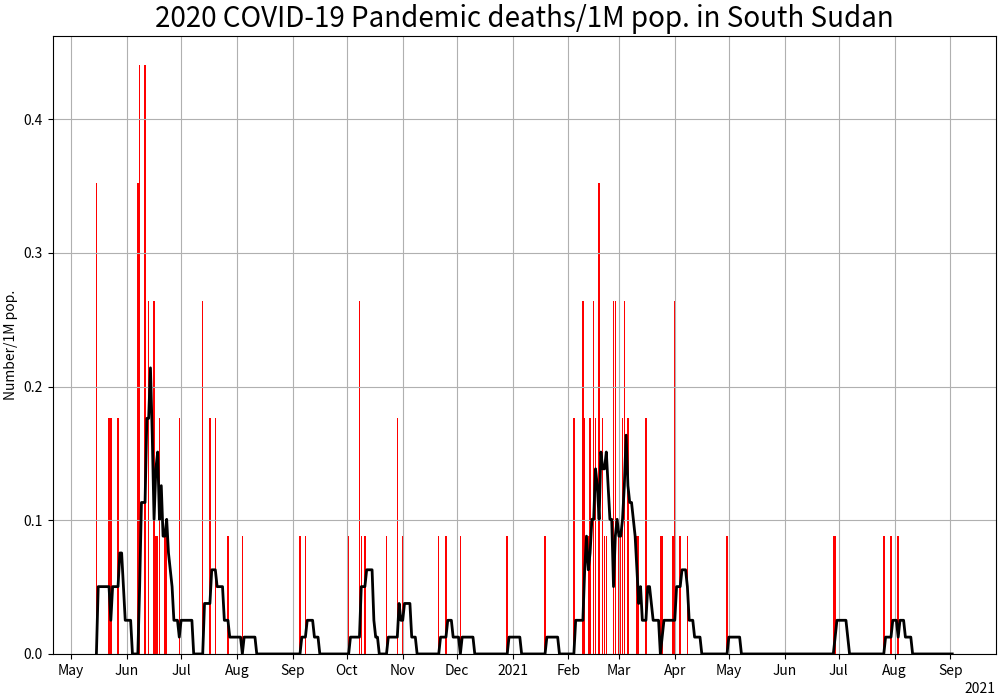 2020 COVID-19 Pandemic deaths/1M pop. in South Sudan
Number/1M pop.
0.4
0.3
0.2
0.1
0.0
May Jun Jul Aug Sep Oct Nov Dec 2021 Feb Mar Apr May Jun Jul Aug Sep
2021